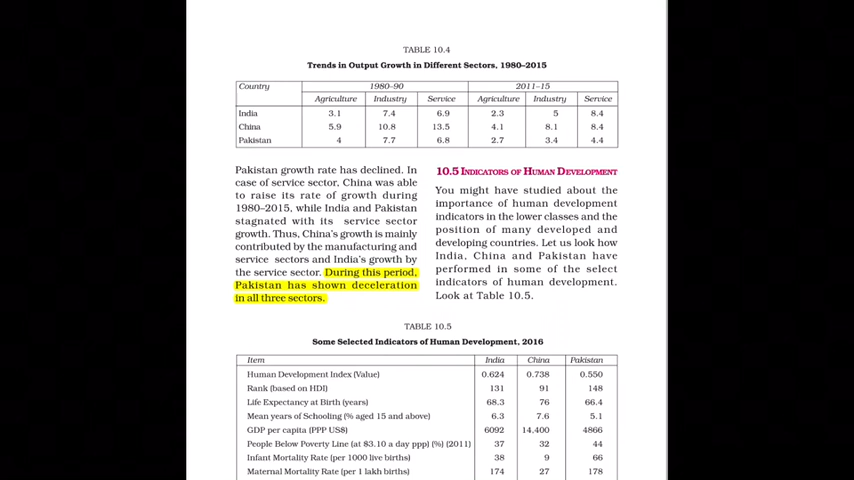 TABLE 10.4
Trends in Output Growth in Different Sectors, 1980–2015
Country 1980–90 2011–15
Agriculture Industry Service Agriculture Industry Service
India 3.1 7.4 6.9 2.3 5 8.4
China 5.9 10.8 13.5 4.1 8.1 8.4
Pakistan 4 7.7 6.8 2.7 3.4 4.4
Pakistan growth rate has declined. In
case of service sector, China was able
to raise its rate of growth during
1980–2015, while India and Pakistan
stagnated with its service sector
growth. Thus, China's growth is mainly
contributed by the manufacturing and
service sectors and India's growth by
the service sector. During this period,
Pakistan has shown deceleration
in all three sectors.
10.5 INDICATORS OF HUMAN DEVELOPMENT
You might have studied about the
importance of human development
indicators in the lower classes and the
position of many developed and
developing countries. Let us look how
India, China and Pakistan have
performed in some of the select
indicators of human development.
Look at Table 10.5.
TABLE 10.5
Some Selected Indicators of Human Development, 2016
Item India China Pakistan
Human Development Index (Value) 0.624 0.738 0.550
Rank (based on HDI) 131 91 148
Life Expectancy at Birth (years) 68.3 76 66.4
Mean years of Schooling (% aged 15 and above) 6.3 7.6 5.1
GDP per capita (PPP US$) 6092 14,400 4866
People Below Poverty Line (at $3.10 a day ppp) (%) (2011) 37 32 44
Infant Mortality Rate (per 1000 live births) 38 9 66
Maternal Mortality Rate (per 1 lakh births) 174 27 178